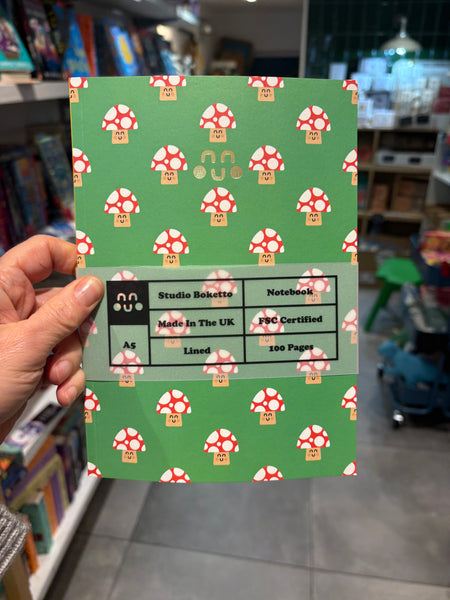 Studio Boketto
Notebook
Made In The UK
FSC Certified
A5
Lined
100 Pages